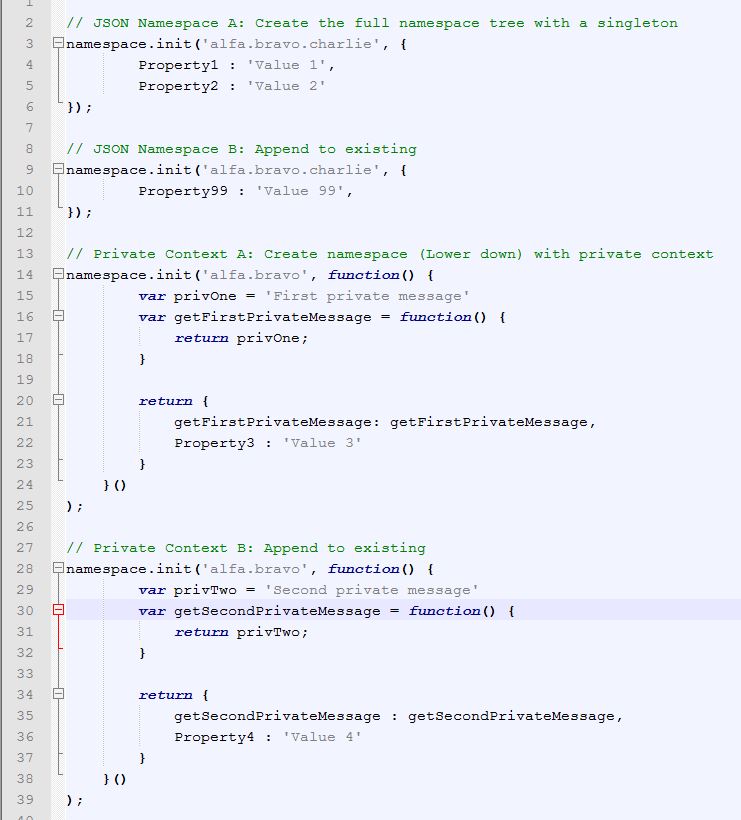 1
2 // JSON Namespace A: Create the full namespace tree with a singleton
3 namespace.init('alfa.bravo.charlie', {
4         Property1 : 'Value 1',
5         Property2 : 'Value 2'
6 });
7
8 // JSON Namespace B: Append to existing
9 namespace.init('alfa.bravo.charlie', {
10         Property99 : 'Value 99',
11 });
12
13 // Private Context A: Create namespace (Lower down) with private context
14 namespace.init('alfa.bravo', function() {
15         var privOne = 'First private message'
16         var getFirstPrivateMessage = function() {
17             return privOne;
18         }
19
20         return {
21             getFirstPrivateMessage: getFirstPrivateMessage,
22             Property3 : 'Value 3'
23         }
24     }()
25 );
26
27 // Private Context B: Append to existing
28 namespace.init('alfa.bravo', function() {
29         var privTwo = 'Second private message'
30         var getSecondPrivateMessage = function() {
31             return privTwo;
32         }
33
34         return {
35             getSecondPrivateMessage : getSecondPrivateMessage,
36             Property4 : 'Value 4'
37         }
38     }()
39 );
40